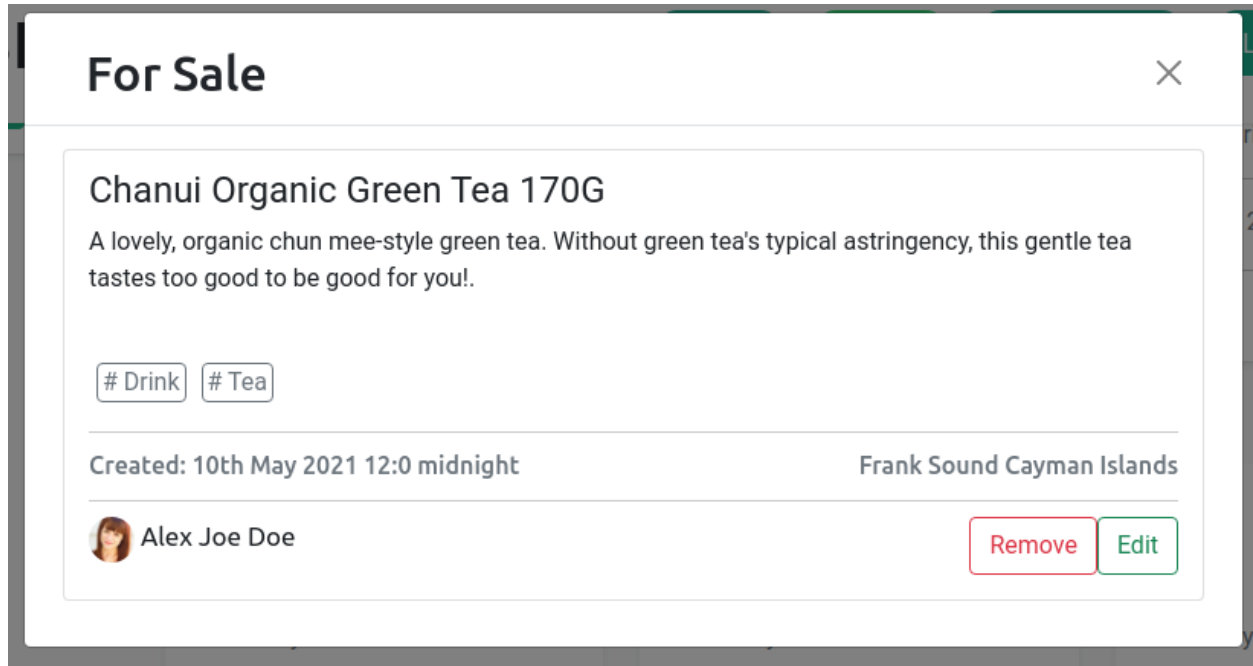 For Sale
Chanui Organic Green Tea 170G
A lovely, organic chun mee-style green tea. Without green tea's typical astringency, this gentle tea
tastes too good to be good for you!.
# Drink # Tea
Created: 10th May 2021 12:0 midnight Frank Sound Cayman Islands
Alex Joe Doe Remove Edit